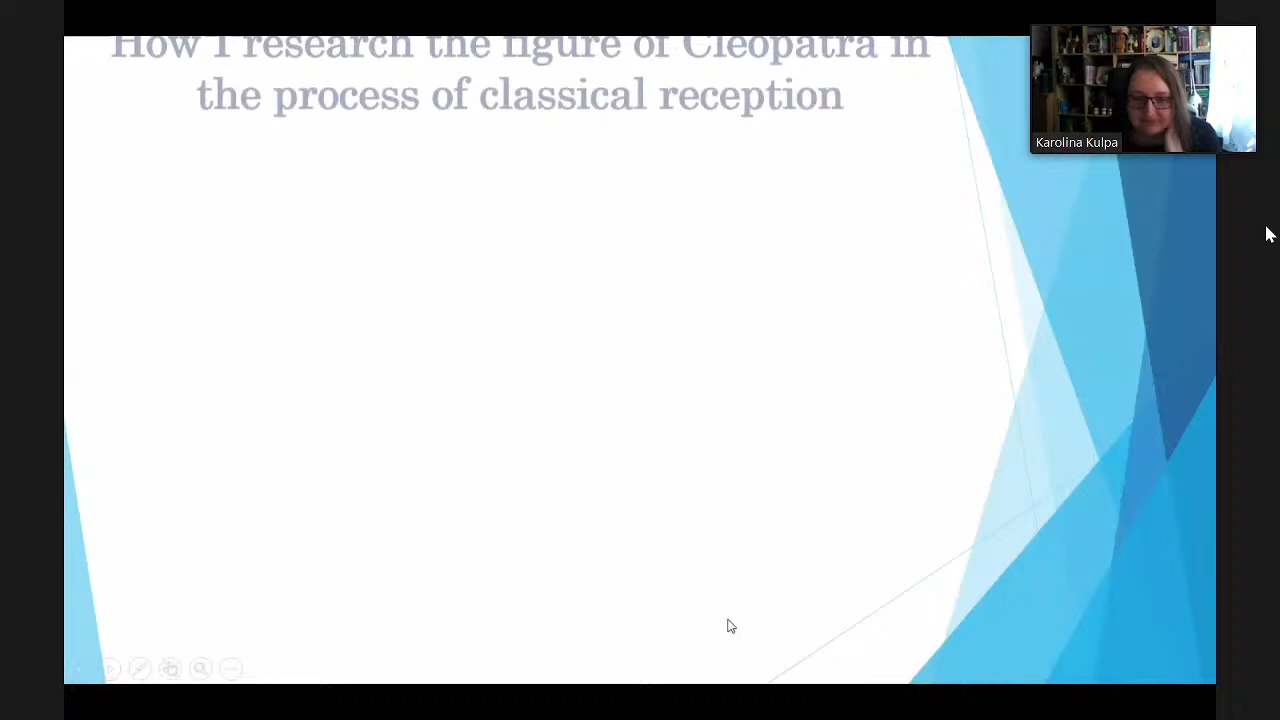 How I research the figure of Cleopatra in
the process of classical reception
Karolina Kulpa